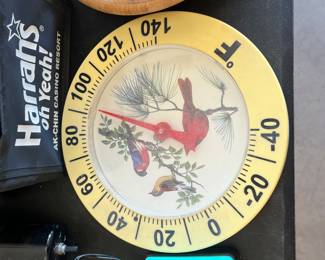 Harrah's
oh Yeah!
AK-CHIN CASINO RESORT
°F
140
120
100
80
60
40
20
0
-20
-40